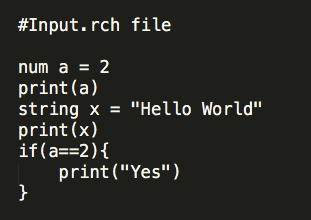 #Input.rch file
num a = 2
print(a)
string x = "Hello World"
print(x)
if(a==2){
    print("Yes")
}